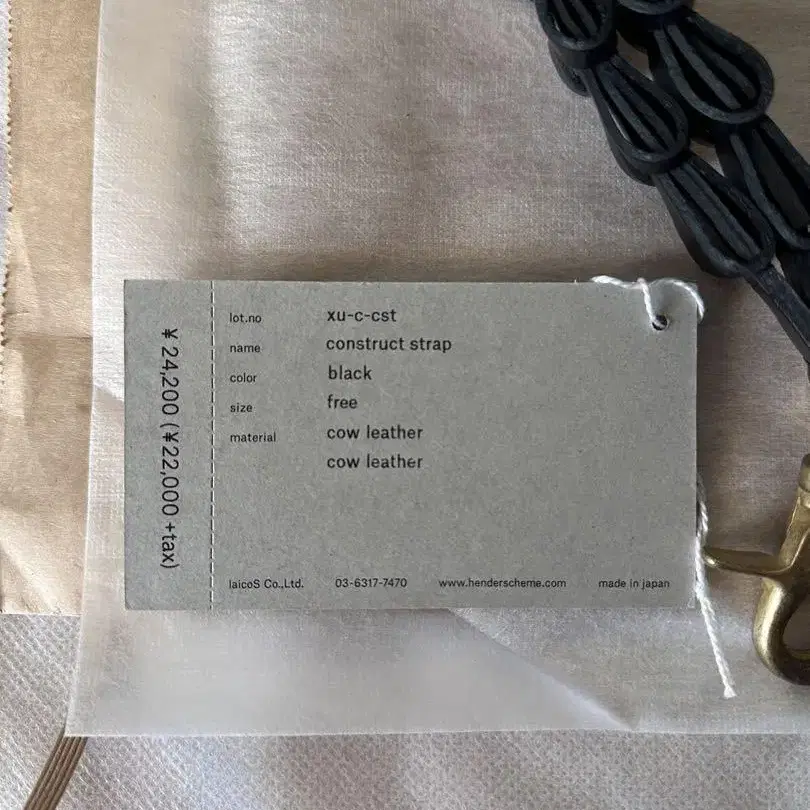 ¥ 24,200 (¥22,000 +tax)
lot.no xu-c-cst
name construct strap
color black
size free
material cow leather
cow leather
laicoS Co.,Ltd. 03-6317-7470 www.henderscheme.com made in japan